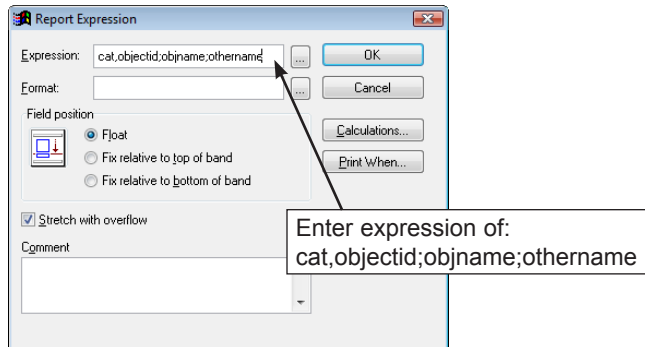 Report Expression
Expression: cat,objectid;objname;othername ... OK
Format: ... Cancel
Field position
Float
Calculations...
Fix relative to top of band
Print When...
Fix relative to bottom of band
Stretch with overflow
Comment
Enter expression of:
cat,objectid;objname;othername